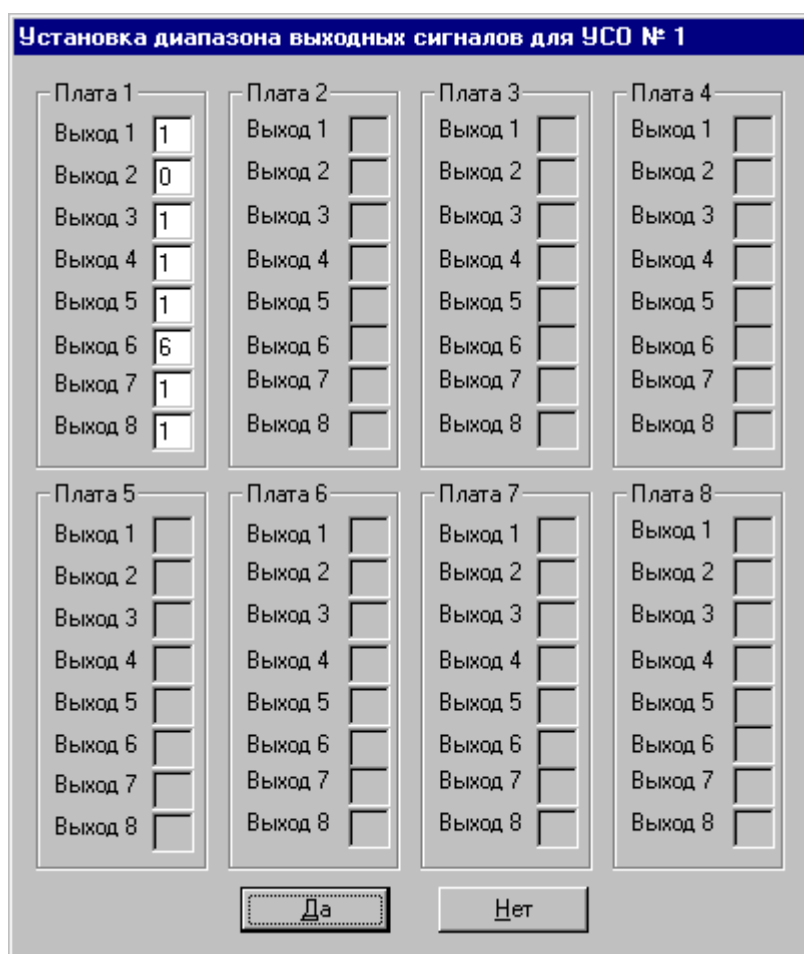 Установка диапазона выходных сигналов для УСО № 1
Плата 1
Выход 1 1
Выход 2 0
Выход 3 1
Выход 4 1
Выход 5 1
Выход 6 6
Выход 7 1
Выход 8 1
Плата 2
Выход 1
Выход 2
Выход 3
Выход 4
Выход 5
Выход 6
Выход 7
Выход 8
Плата 3
Выход 1
Выход 2
Выход 3
Выход 4
Выход 5
Выход 6
Выход 7
Выход 8
Плата 4
Выход 1
Выход 2
Выход 3
Выход 4
Выход 5
Выход 6
Выход 7
Выход 8
Плата 5
Выход 1
Выход 2
Выход 3
Выход 4
Выход 5
Выход 6
Выход 7
Выход 8
Плата 6
Выход 1
Выход 2
Выход 3
Выход 4
Выход 5
Выход 6
Выход 7
Выход 8
Плата 7
Выход 1
Выход 2
Выход 3
Выход 4
Выход 5
Выход 6
Выход 7
Выход 8
Плата 8
Выход 1
Выход 2
Выход 3
Выход 4
Выход 5
Выход 6
Выход 7
Выход 8
Да
Нет